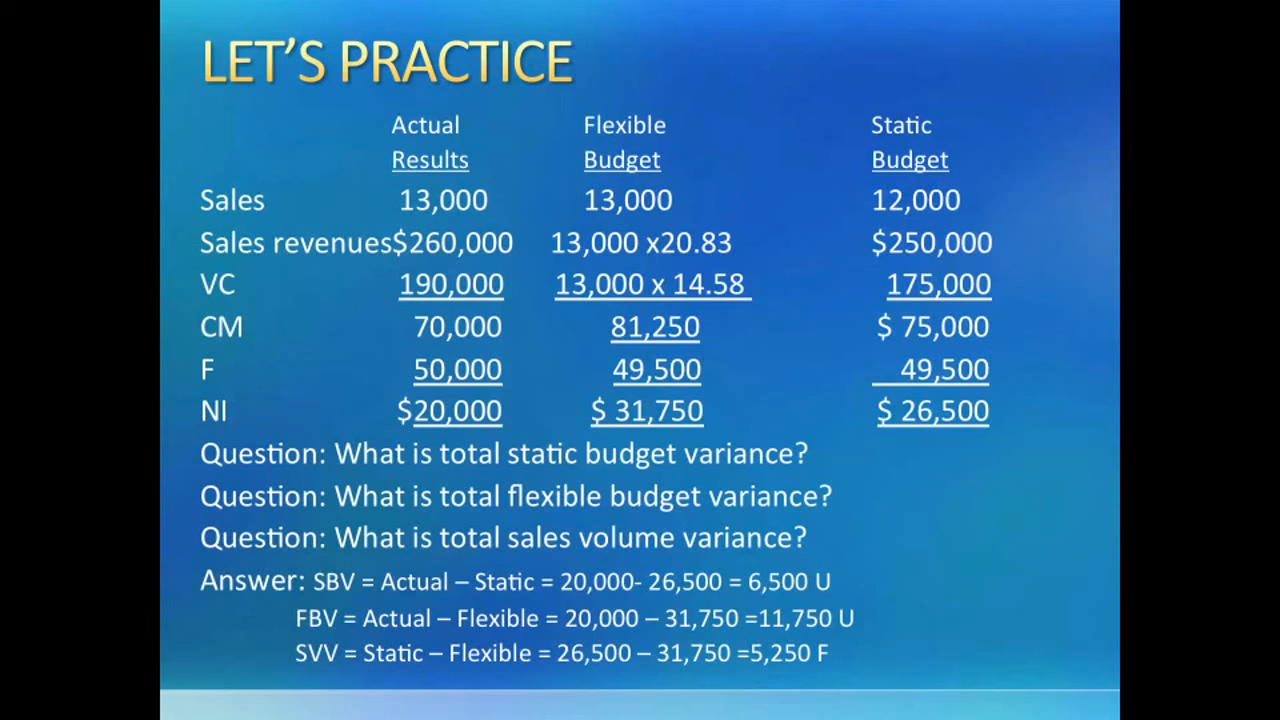 LET'S PRACTICE
Actual Flexible Static
Results Budget Budget
Sales 13,000 13,000 12,000
Sales revenues$260,000 13,000 x20.83 $250,000
VC 190,000 13,000 x 14.58 175,000
CM 70,000 81,250 $ 75,000
F 50,000 49,500 49,500
NI $20,000 $ 31,750 $ 26,500
Question: What is total static budget variance?
Question: What is total flexible budget variance?
Question: What is total sales volume variance?
Answer: SBV = Actual – Static = 20,000- 26,500 = 6,500 U
FBV = Actual – Flexible = 20,000 – 31,750 =11,750 U
SVV = Static – Flexible = 26,500 – 31,750 =5,250 F